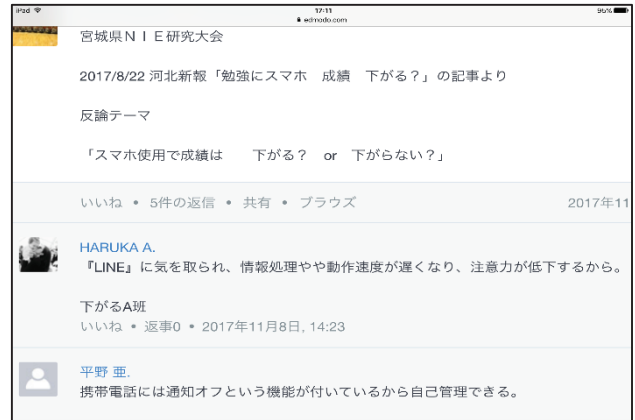 iPad 17:11 95%
edmodo.com
宮城県NIE研究大会
2017/8/22 河北新報「勉強にスマホ 成績 下がる？」の記事より
反論テーマ
「スマホ使用で成績は 下がる？ or 下がらない？」
いいね • 5件の返信 • 共有 • ブラウズ 2017年11
HARUKA A.
『LINE』に気を取られ、情報処理やや動作速度が遅くなり、注意力が低下するから。
下がるA班
いいね • 返事0 • 2017年11月8日, 14:23
平野 亜.
携帯電話には通知オフという機能が付いているから自己管理できる。